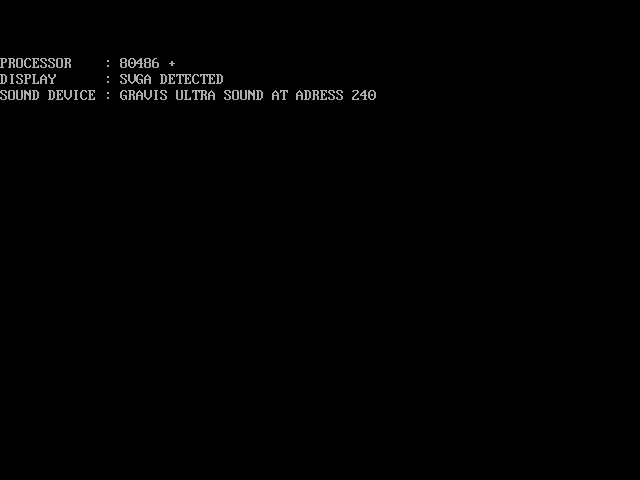 PROCESSOR    : 80486 +
DISPLAY      : SVGA DETECTED
SOUND DEVICE : GRAVIS ULTRA SOUND AT ADRESS 240